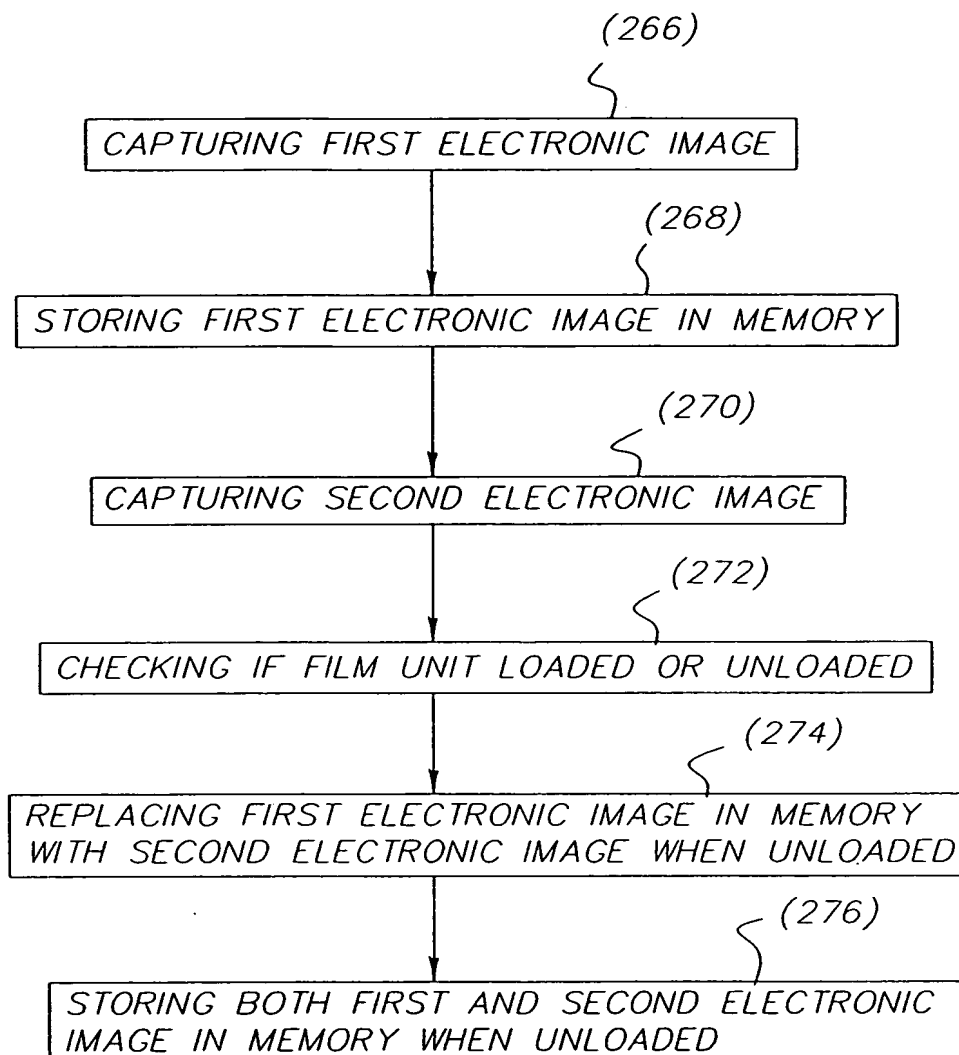 (266)
CAPTURING FIRST ELECTRONIC IMAGE
(268)
STORING FIRST ELECTRONIC IMAGE IN MEMORY
(270)
CAPTURING SECOND ELECTRONIC IMAGE
(272)
CHECKING IF FILM UNIT LOADED OR UNLOADED
(274)
REPLACING FIRST ELECTRONIC IMAGE IN MEMORY
WITH SECOND ELECTRONIC IMAGE WHEN UNLOADED
(276)
STORING BOTH FIRST AND SECOND ELECTRONIC
IMAGE IN MEMORY WHEN UNLOADED